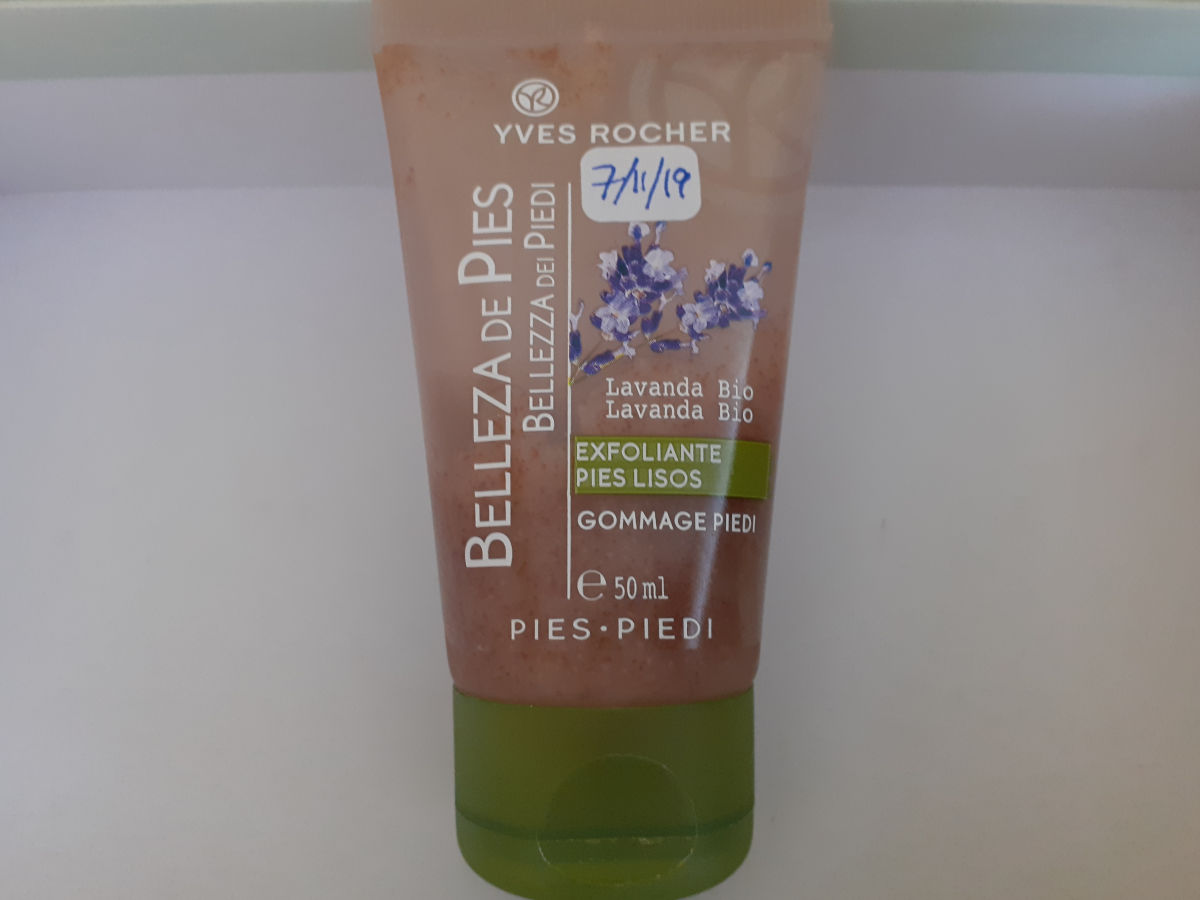 YVES ROCHER
7/11/19
BELLEZA DE PIES
BELLEZZA DEI PIEDI
Lavanda Bio
Lavanda Bio
EXFOLIANTE
PIES LISOS
GOMMAGE PIEDI
℮ 50 ml
PIES • PIEDI